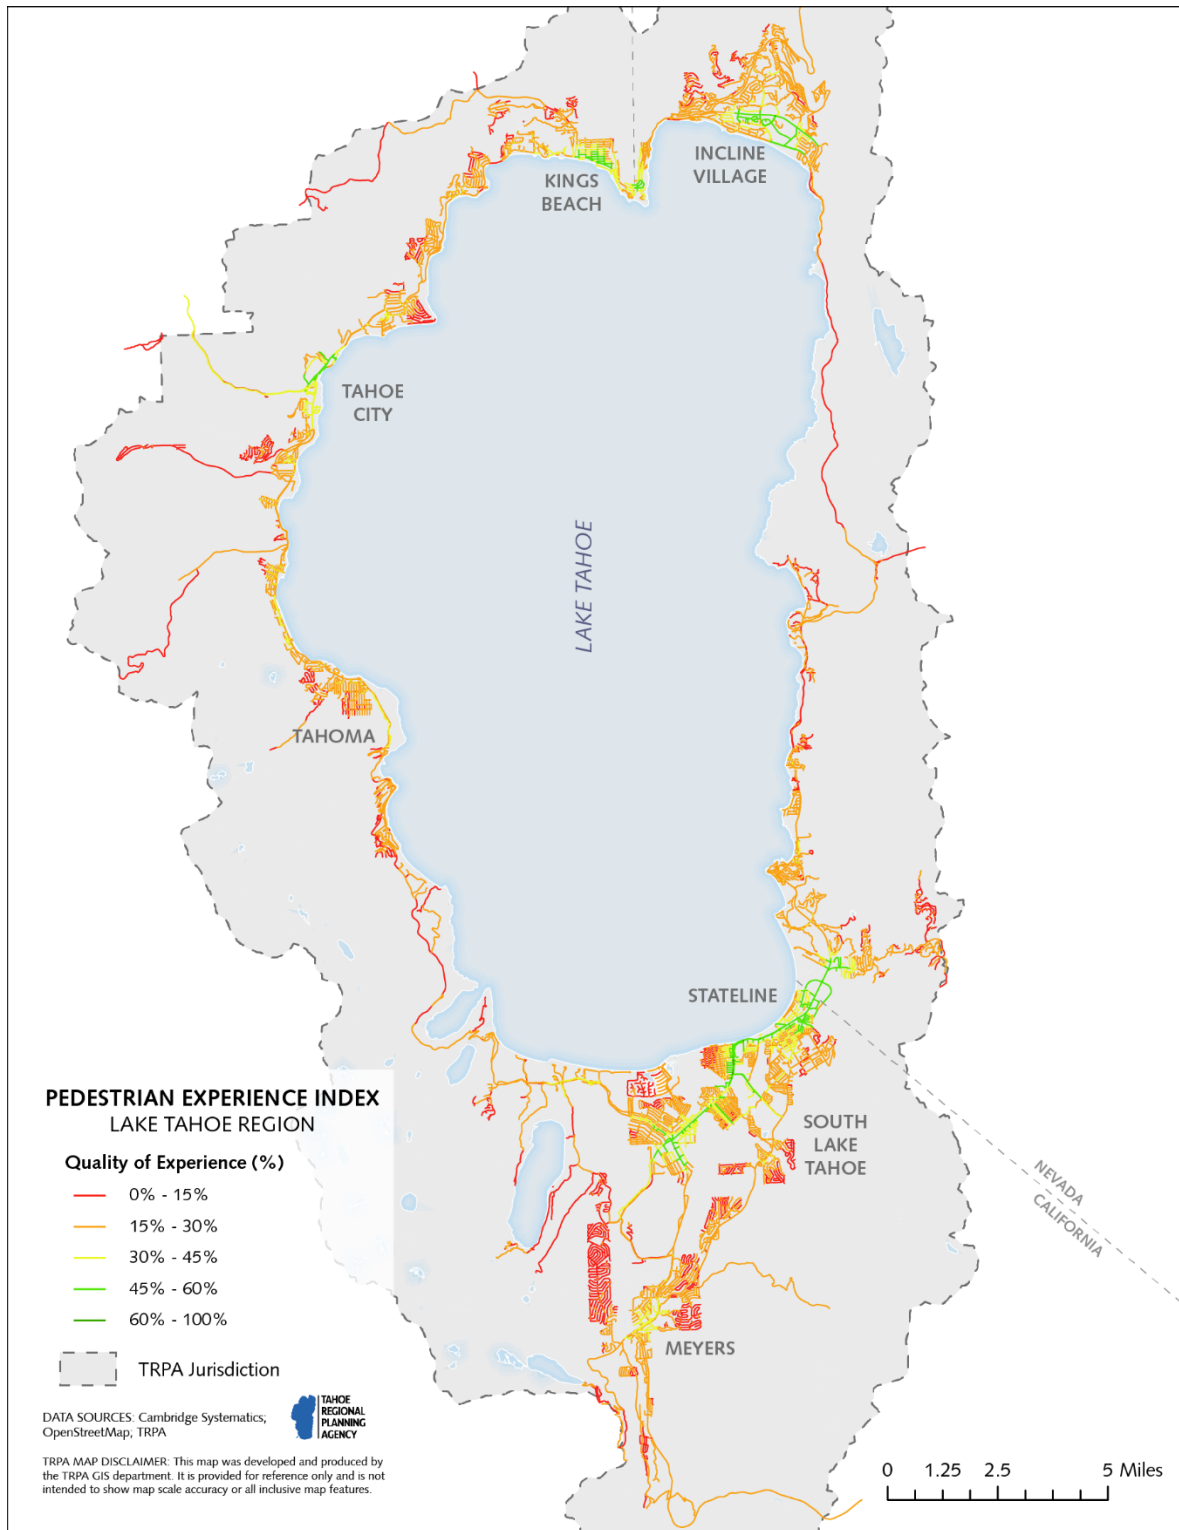 INCLINE
VILLAGE
KINGS
BEACH
TAHOE
CITY
LAKE TAHOE
TAHOMA
STATELINE
SOUTH
LAKE
TAHOE
NEVADA
CALIFORNIA
MEYERS
PEDESTRIAN EXPERIENCE INDEX
LAKE TAHOE REGION
Quality of Experience (%)
0% - 15%
15% - 30%
30% - 45%
45% - 60%
60% - 100%
TRPA Jurisdiction
DATA SOURCES: Cambridge Systematics;
OpenStreetMap; TRPA
TAHOE
REGIONAL
PLANNING
AGENCY
TRPA MAP DISCLAIMER: This map was developed and produced by
the TRPA GIS department. It is provided for reference only and is not
intended to show map scale accuracy or all inclusive map features.
0 1.25 2.5 5 Miles